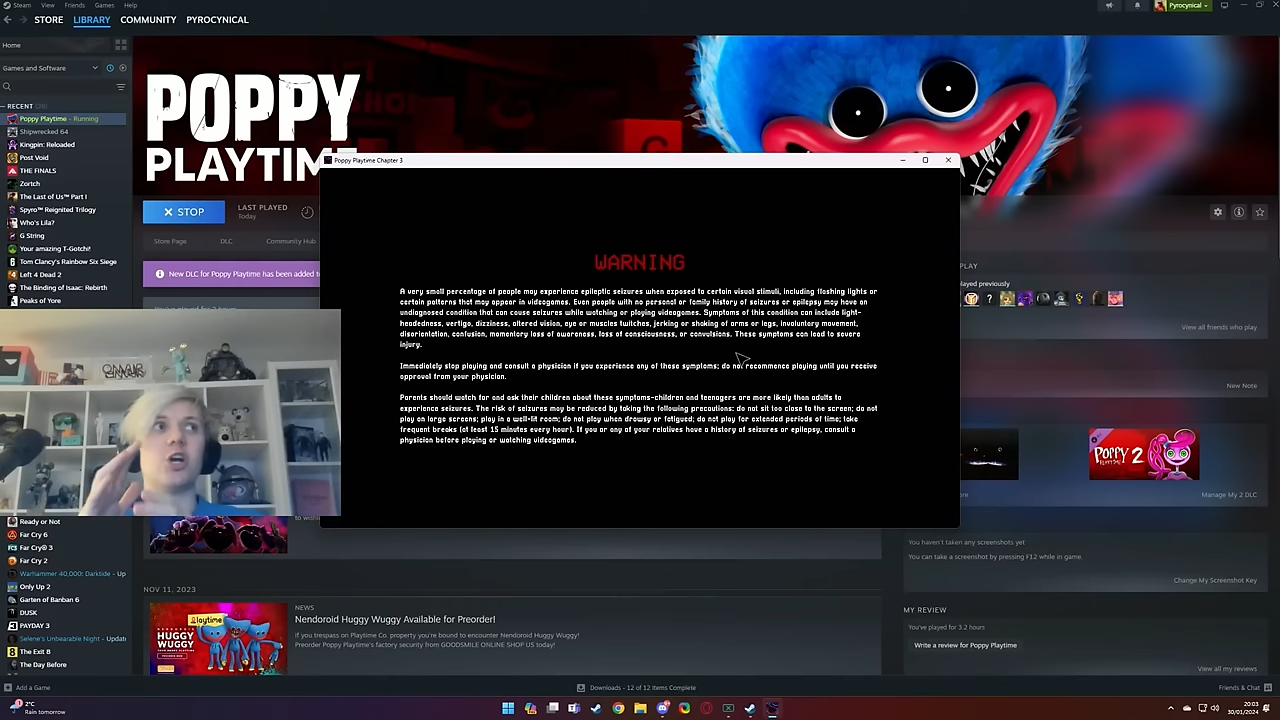 Steam View Friends Games Help
Pyrocynical
STORE LIBRARY COMMUNITY PYROCYNICAL
Home
Games and Software
RECENT
Poppy Playtime - Running
Shipwrecked 64
Kingpin: Reloaded
Post Void
THE FINALS
Zortch
The Last of Us™ Part I
Spyro™ Reignited Trilogy
Who's Lila?
G String
Your amazing T-Gotchi!
Tom Clancy's Rainbow Six Siege
Left 4 Dead 2
The Binding of Isaac: Rebirth
Peaks of Yore
Ready or Not
Far Cry 6
Far Cry® 3
Far Cry 2
Warhammer 40,000: Darktide - Up
Only Up 2
Garten of Banban 6
DUSK
PAYDAY 3
Selene's Unbearable Night - Update
The Exit 8
The Day Before
POPPY
PLAYTIM
STOP
LAST PLAYED
Today
Store Page DLC Community Hub
New DLC for Poppy Playtime has been added t
Poppy Playtime Chapter 3
WARNING
A very small percentage of people may experience epileptic seizures when exposed to certain visual stimuli, including flashing lights or
certain patterns that may appear in videogames. Even people with no personal or family history of seizures or epilepsy may have an
undiagnosed condition that can cause seizures while watching or playing videogames. Symptoms of this condition can include light-
headedness, vertigo, dizziness, altered vision, eye or muscles twitches, jerking or shaking of arms or legs, involuntary movement,
disorientation, confusion, momentary loss of awareness, loss of consciousness, or convulsions. These symptoms can lead to severe
injury.
Immediately stop playing and consult a physician if you experience any of these symptoms; do not recommence playing until you receive
approval from your physician.
Parents should watch for and ask their children about these symptoms-children and teenagers are more likely than adults to
experience seizures. The risk of seizures may be reduced by taking the following precautions: do not sit too close to the screen; do not
play on large screens; play in a well-lit room; do not play when drowsy or fatigued; do not play for extended periods of time; take
frequent breaks (at least 15 minutes every hour). If you or any of your relatives have a history of seizures or epilepsy, consult a
physician before playing or watching videogames.
PLAY
played previously
View all friends who play
New Note
POPPY 2
Manage My 2 DLC
You haven't taken any screenshots yet
You can take a screenshot by pressing F12 while in game.
Change My Screenshot Key
MY REVIEW
You've played for 3.2 hours
Write a review for Poppy Playtime
View all my reviews
NOV 11, 2023
NEWS
Nendoroid Huggy Wuggy Available for Preorder!
If you trespass on Playtime Co. property you're bound to encounter Nendoroid Huggy Wuggy!
Preorder Poppy Playtime's factory security from GOODSMILE ONLINE SHOP US today!
HUGGY
WUGGY
Add a Game
Downloads - 12 of 12 Items Complete
Friends & Chat
2°C
Rain tomorrow
20:03
30/01/2024